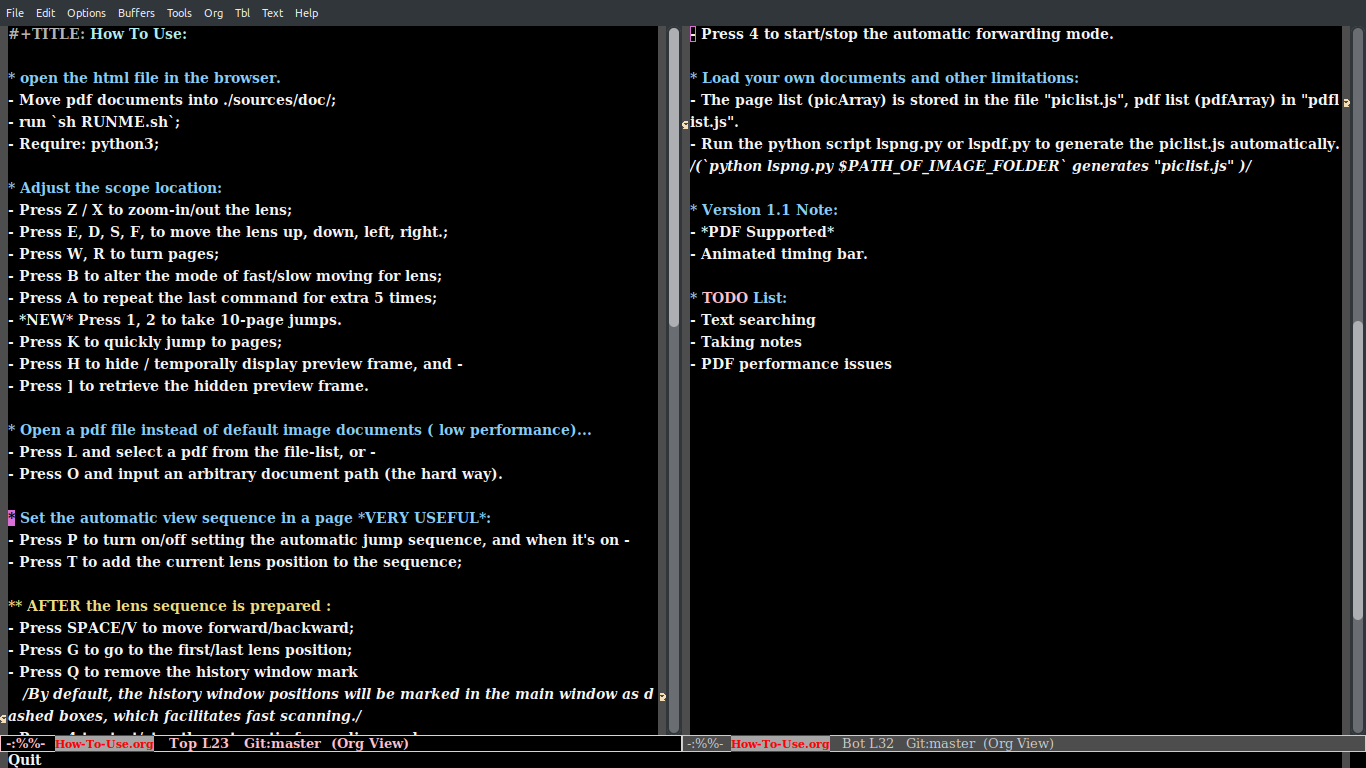 File Edit Options Buffers Tools Org Tbl Text Help
#+TITLE: How To Use:
* open the html file in the browser.
- Move pdf documents into ./sources/doc/;
- run `sh RUNME.sh`;
- Require: python3;
* Adjust the scope location:
- Press Z / X to zoom-in/out the lens;
- Press E, D, S, F, to move the lens up, down, left, right.;
- Press W, R to turn pages;
- Press B to alter the mode of fast/slow moving for lens;
- Press A to repeat the last command for extra 5 times;
- *NEW* Press 1, 2 to take 10-page jumps.
- Press K to quickly jump to pages;
- Press H to hide / temporally display preview frame, and -
- Press ] to retrieve the hidden preview frame.
* Open a pdf file instead of default image documents ( low performance)...
- Press L and select a pdf from the file-list, or -
- Press O and input an arbitrary document path (the hard way).
* Set the automatic view sequence in a page *VERY USEFUL*:
- Press P to turn on/off setting the automatic jump sequence, and when it's on -
- Press T to add the current lens position to the sequence;
** AFTER the lens sequence is prepared :
- Press SPACE/V to move forward/backward;
- Press G to go to the first/last lens position;
- Press Q to remove the history window mark
/By default, the history window positions will be marked in the main window as d
ashed boxes, which facilitates fast scanning./
-:%%- How-To-Use.org Top L23 Git:master (Org View)
- Press 4 to start/stop the automatic forwarding mode.
* Load your own documents and other limitations:
- The page list (picArray) is stored in the file "piclist.js", pdf list (pdfArray) in "pdfl
ist.js".
- Run the python script lspng.py or lspdf.py to generate the piclist.js automatically.
/(`python lspng.py $PATH_OF_IMAGE_FOLDER` generates "piclist.js" )/
* Version 1.1 Note:
- *PDF Supported*
- Animated timing bar.
* TODO List:
- Text searching
- Taking notes
- PDF performance issues
-:%%- How-To-Use.org Bot L32 Git:master (Org View)
Quit